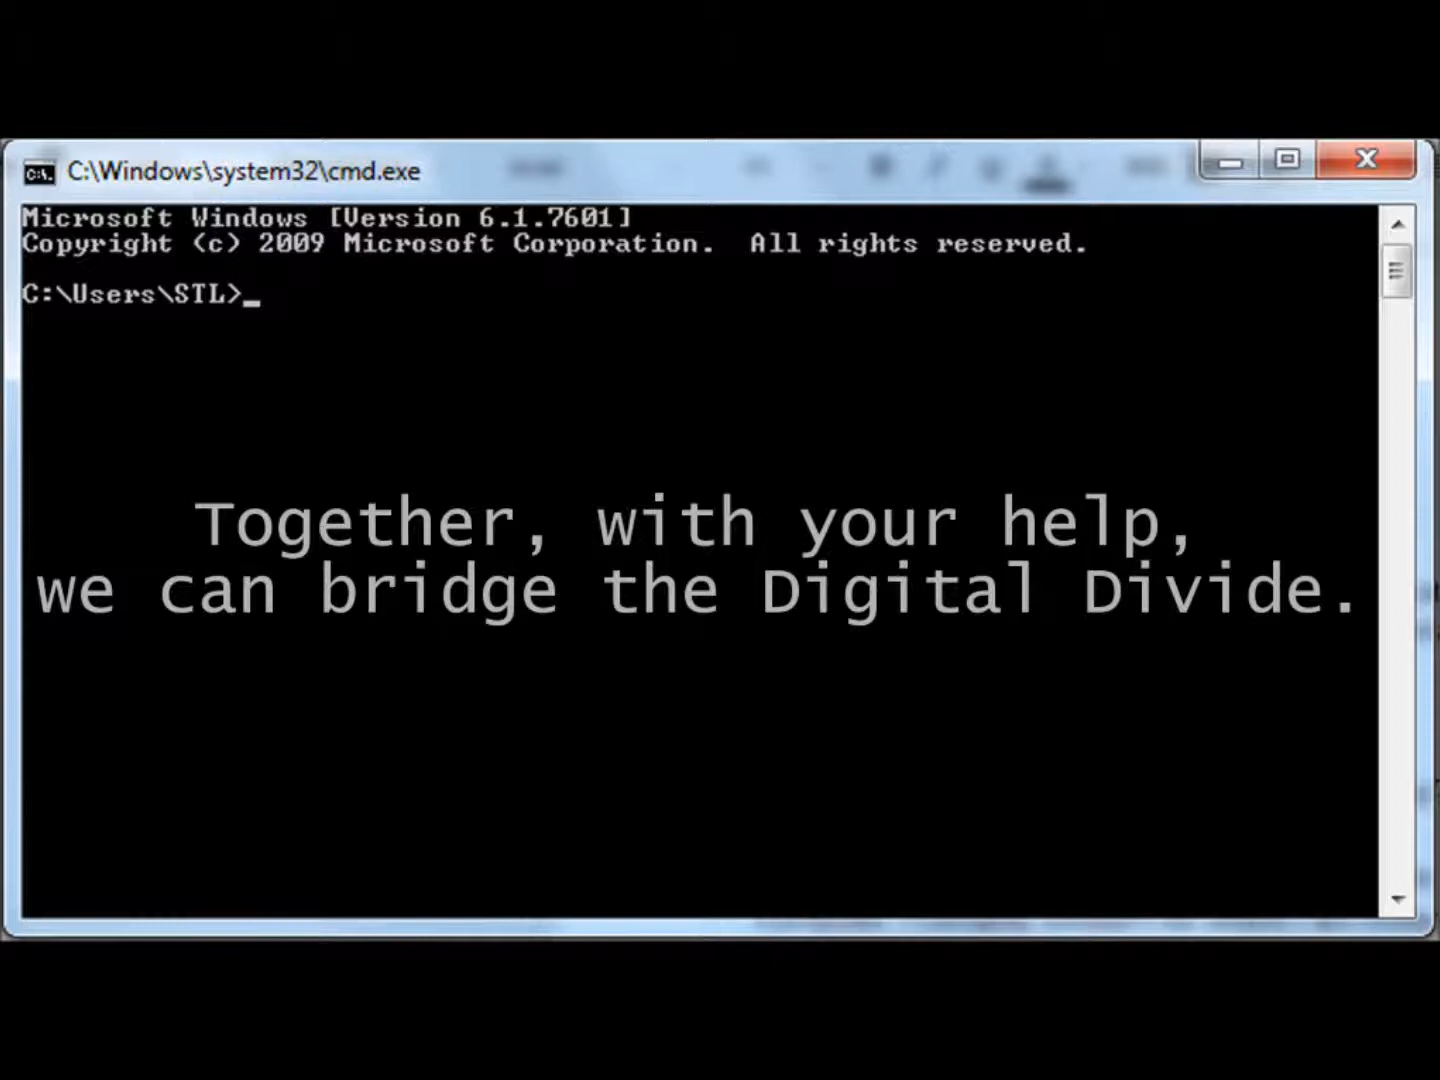 C:\Windows\system32\cmd.exe
Microsoft Windows [Version 6.1.7601]
Copyright (c) 2009 Microsoft Corporation.  All rights reserved.
C:\Users\STL>_
Together, with your help,
we can bridge the Digital Divide.